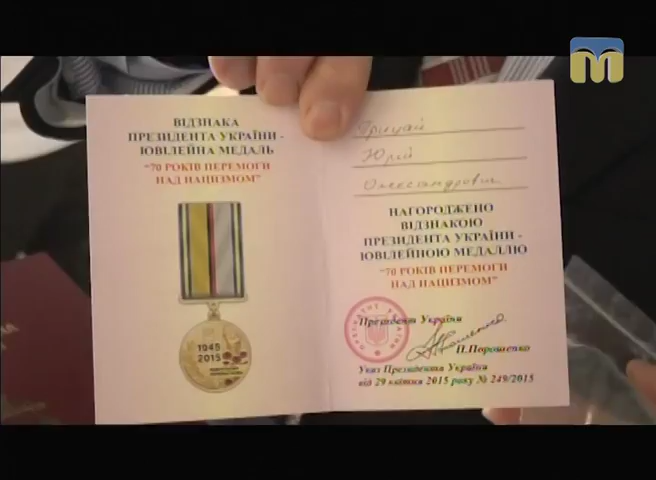 ВІДЗНАКА
ПРЕЗИДЕНТА УКРАЇНИ -
ЮВІЛЕЙНА МЕДАЛЬ
"70 РОКІВ ПЕРЕМОГИ
НАД НАЦИЗМОМ"
1945
2015
Грицай
Юрій
Олександрович
НАГОРОДЖЕНО
ВІДЗНАКОЮ
ПРЕЗИДЕНТА УКРАЇНИ -
ЮВІЛЕЙНОЮ МЕДАЛЛЮ
"70 РОКІВ ПЕРЕМОГИ
НАД НАЦИЗМОМ"
Президент України
П.Порошенко
Указ Президента України
від 29 квітня 2015 року № 249/2015